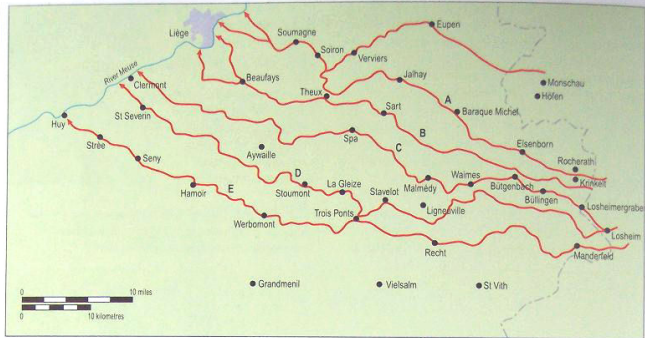 Liège
Soumagne
Eupen
Soiron
Verviers
River Meuse
Clermont
Beaufays
Theux
Jalhay
Monschau
Höfen
Huy
St Severin
Sart
A
Baraque Michel
Strée
Spa
B
Elsenborn
Seny
Aywaille
C
Rocherath
Krinkelt
Hamoir
D
Stoumont
La Gleize
Malmédy
Waimes
Bütgenbach
Büllingen
E
Stavelot
Ligneuville
Losheimergraben
Werbomont
Trois Ponts
Losheim
Recht
Manderfeld
Grandmenil
Vielsalm
St Vith
0 10 miles
0 10 kilometres